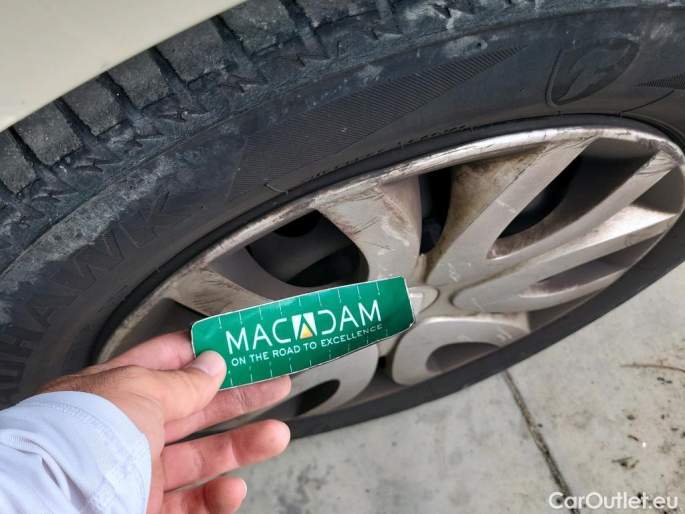 MACADAM
ON THE ROAD TO EXCELLENCE
CarOutlet.eu